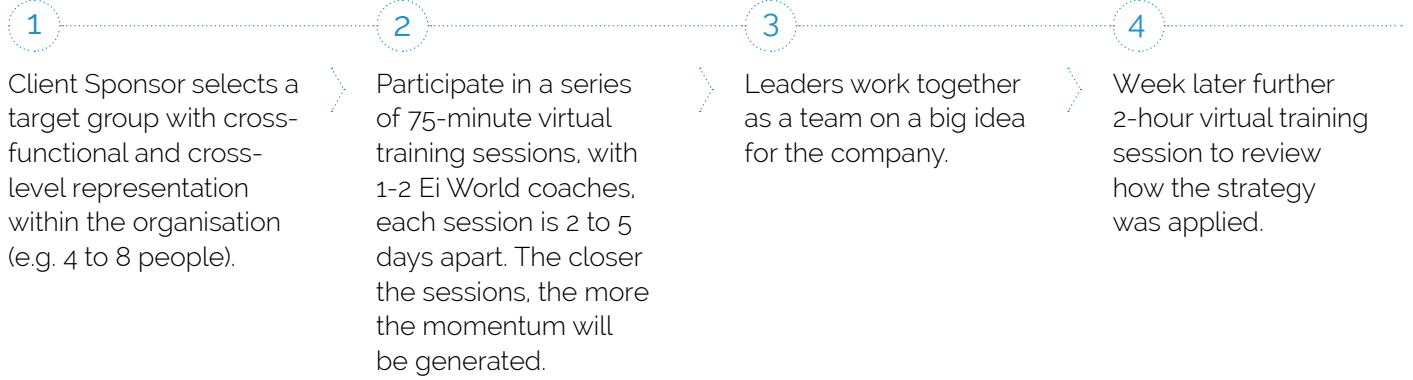 1
Client Sponsor selects a
target group with cross-
functional and cross-
level representation
within the organisation
(e.g. 4 to 8 people).
2
Participate in a series
of 75-minute virtual
training sessions, with
1-2 Ei World coaches,
each session is 2 to 5
days apart. The closer
the sessions, the more
the momentum will
be generated.
3
Leaders work together
as a team on a big idea
for the company.
4
Week later further
2-hour virtual training
session to review
how the strategy
was applied.